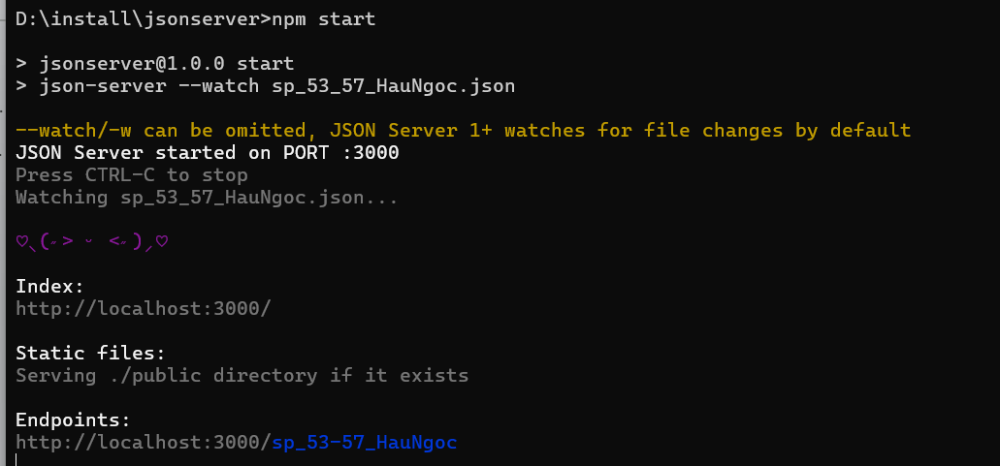 D:\install\jsonserver>npm start
> jsonserver@1.0.0 start
> json-server --watch sp_53_57_HauNgoc.json
--watch/-w can be omitted, JSON Server 1+ watches for file changes by default
JSON Server started on PORT :3000
Press CTRL-C to stop
Watching sp_53_57_HauNgoc.json...
♡⸜(˶˃ ᵕ ˂˶)⸝♡
Index:
http://localhost:3000/
Static files:
Serving ./public directory if it exists
Endpoints:
http://localhost:3000/sp_53-57_HauNgoc